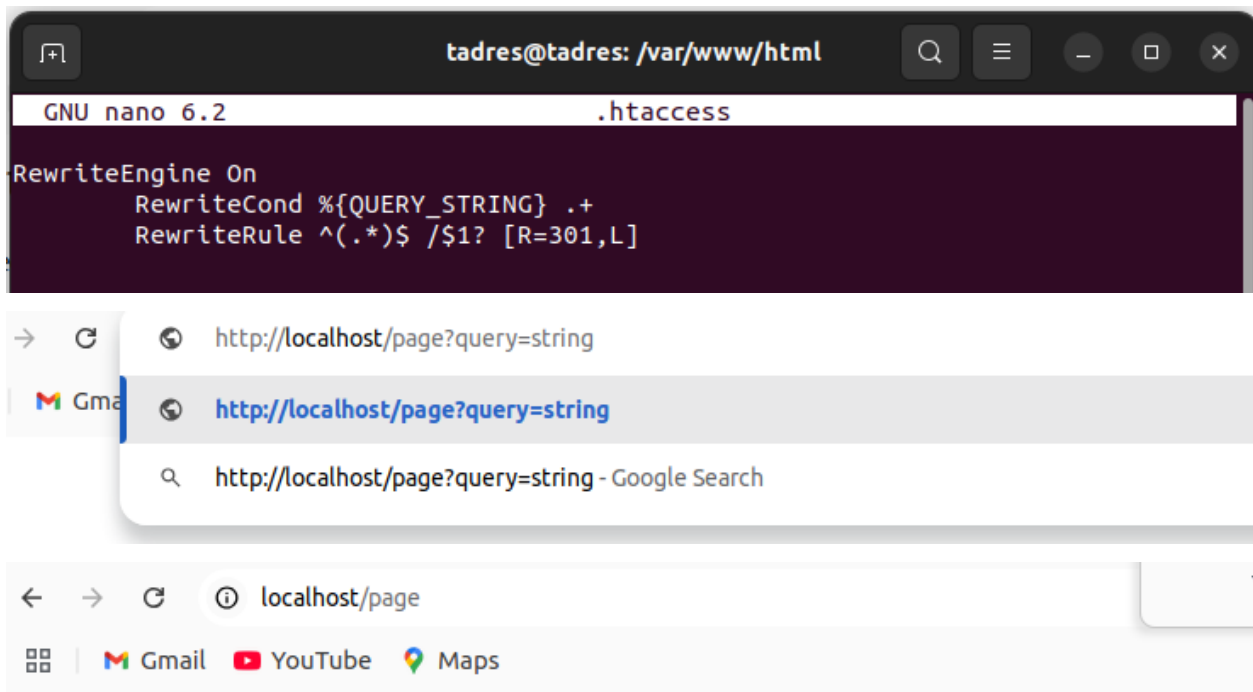 tadres@tadres: /var/www/html
GNU nano 6.2 .htaccess
RewriteEngine On
RewriteCond %{QUERY_STRING} .+
RewriteRule ^(.*)$ /$1? [R=301,L]
http://localhost/page?query=string
Gma
http://localhost/page?query=string
http://localhost/page?query=string - Google Search
localhost/page
Gmail YouTube Maps